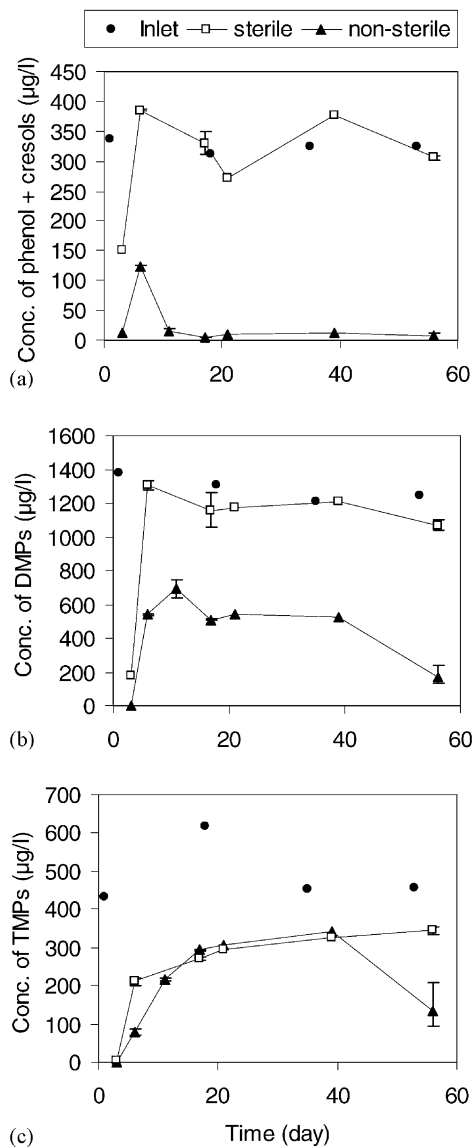 Inlet sterile non-sterile
450
400
350
300
250
200
150
100
50
0
Conc. of phenol + cresols (µg/l)
0 20 40 60
(a)
1600
1400
1200
1000
800
600
400
200
0
Conc. of DMPs (µg/l)
0 20 40 60
(b)
700
600
500
400
300
200
100
0
Conc. of TMPs (µg/l)
0 20 40 60
(c)
Time (day)